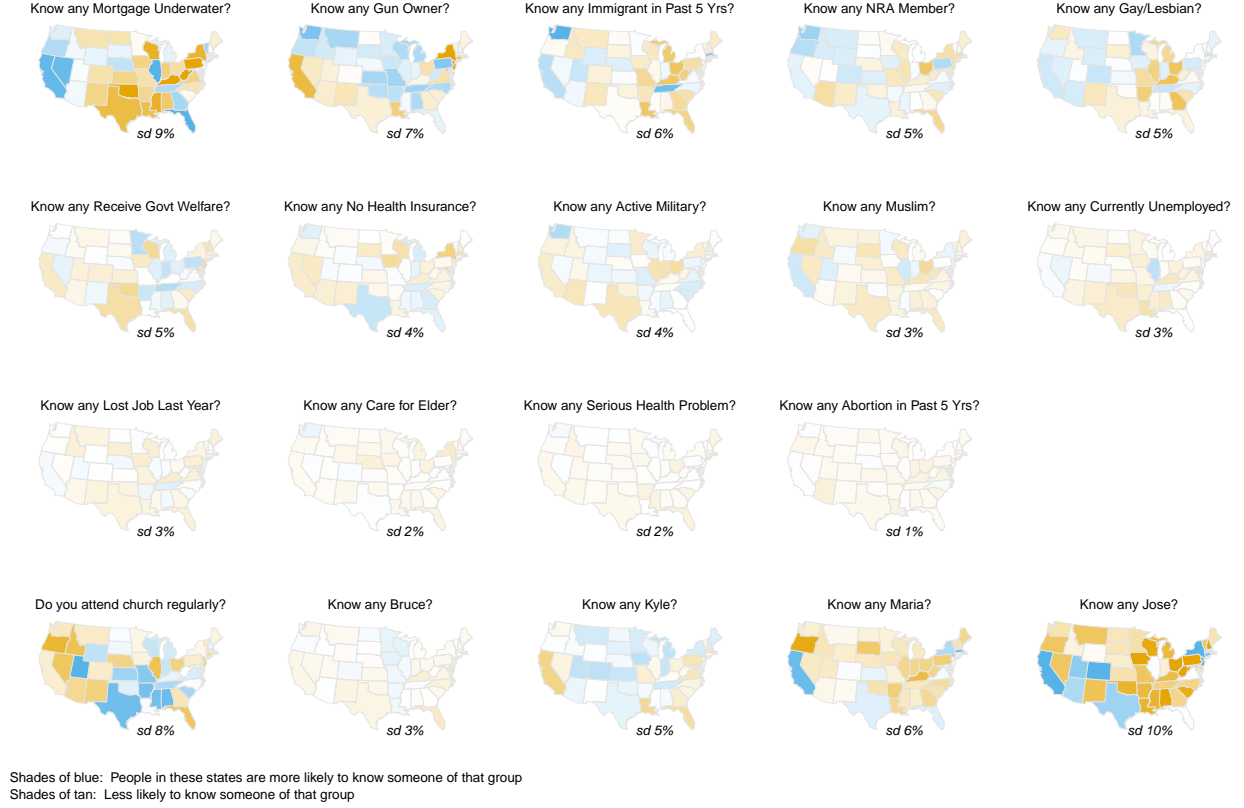 Know any Mortgage Underwater?
Know any Gun Owner?
Know any Immigrant in Past 5 Yrs?
Know any NRA Member?
Know any Gay/Lesbian?
sd 9%
sd 7%
sd 6%
sd 5%
sd 5%
Know any Receive Govt Welfare?
Know any No Health Insurance?
Know any Active Military?
Know any Muslim?
Know any Currently Unemployed?
sd 5%
sd 4%
sd 4%
sd 3%
sd 3%
Know any Lost Job Last Year?
Know any Care for Elder?
Know any Serious Health Problem?
Know any Abortion in Past 5 Yrs?
sd 3%
sd 2%
sd 2%
sd 1%
Do you attend church regularly?
Know any Bruce?
Know any Kyle?
Know any Maria?
Know any Jose?
sd 8%
sd 3%
sd 5%
sd 6%
sd 10%
Shades of blue: People in these states are more likely to know someone of that group
Shades of tan: Less likely to know someone of that group